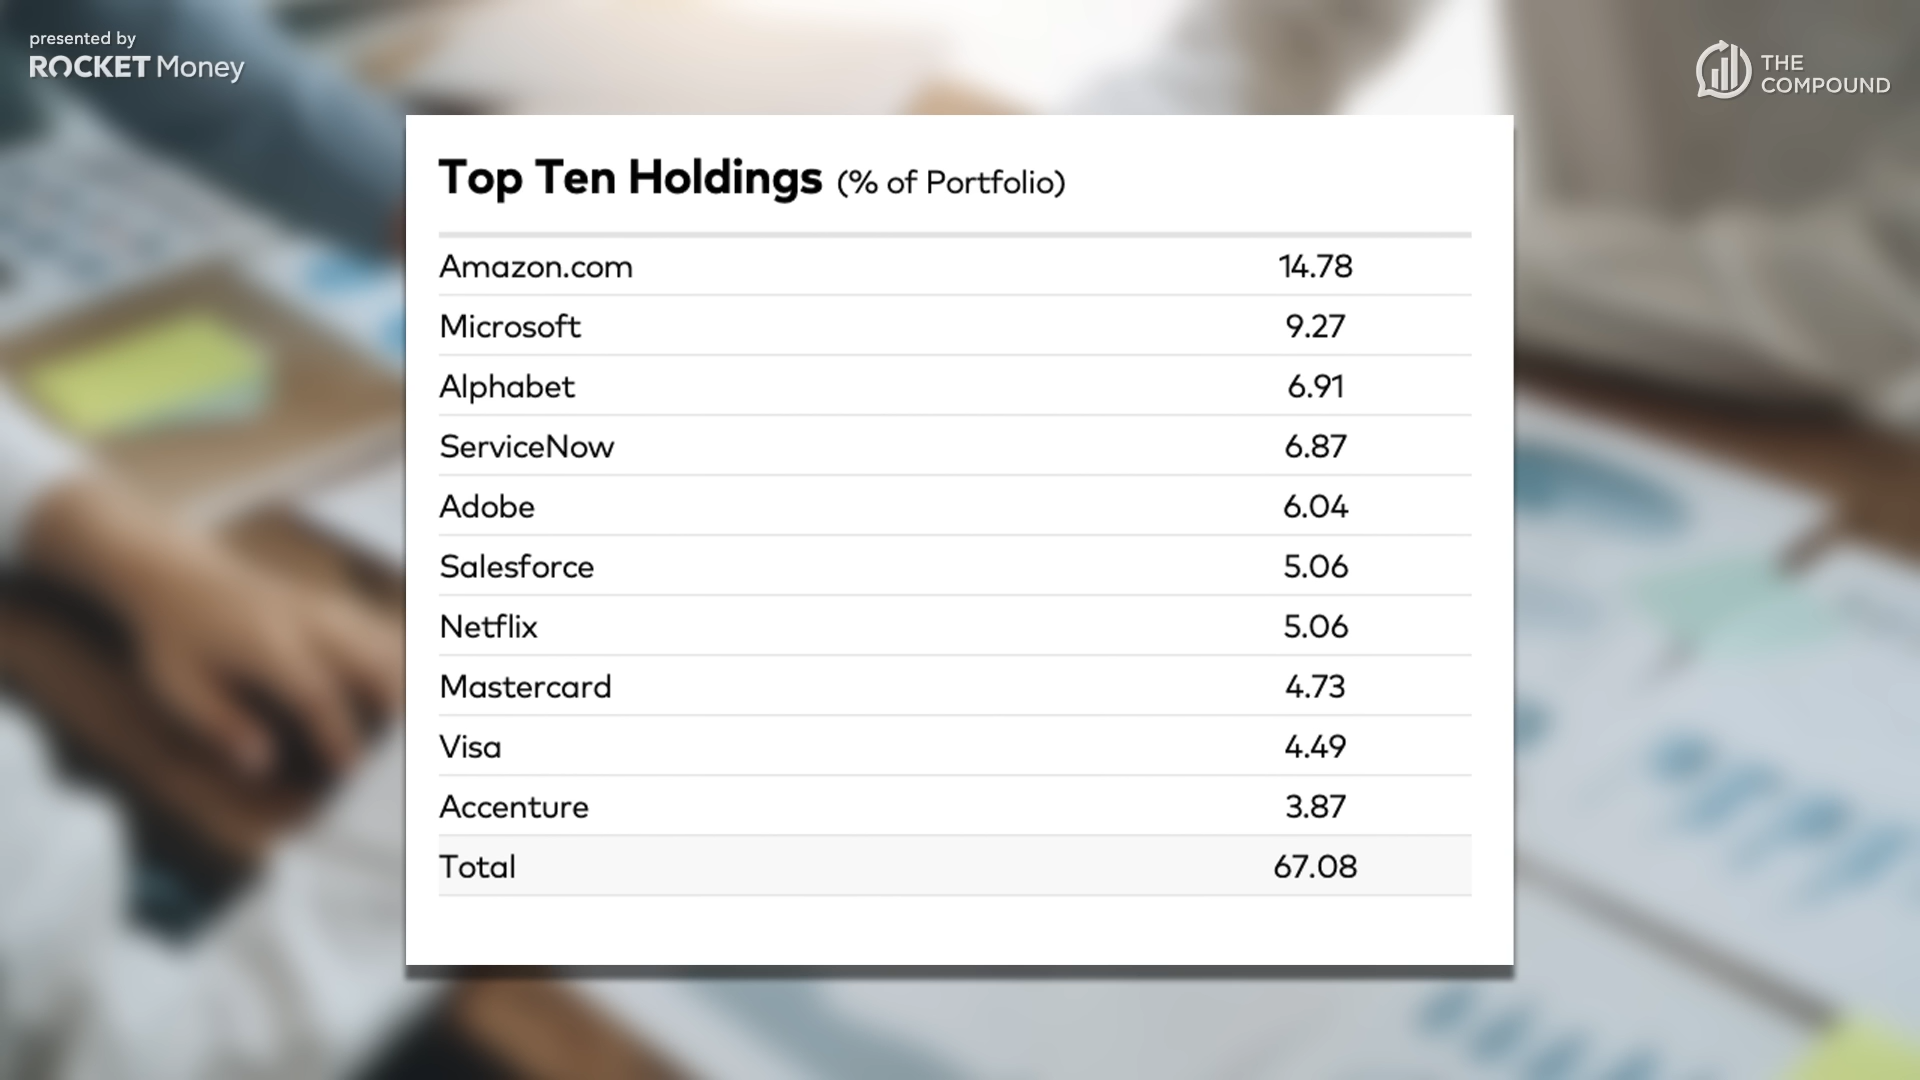 presented by
ROCKET Money
THE
COMPOUND
Top Ten Holdings (% of Portfolio)
Amazon.com 14.78
Microsoft 9.27
Alphabet 6.91
ServiceNow 6.87
Adobe 6.04
Salesforce 5.06
Netflix 5.06
Mastercard 4.73
Visa 4.49
Accenture 3.87
Total 67.08